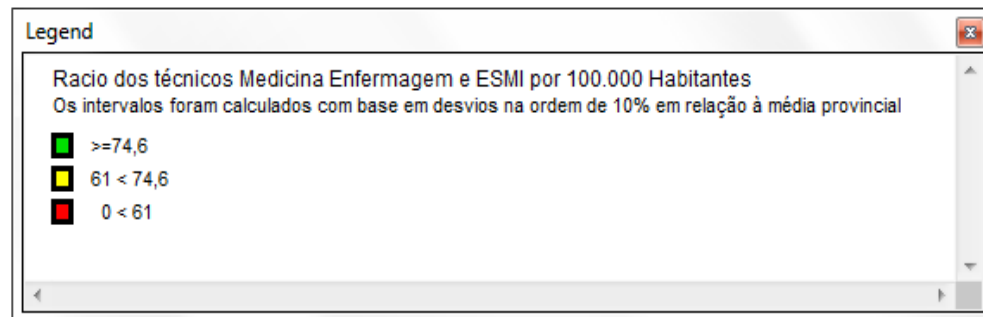 Legend
Racio dos técnicos Medicina Enfermagem e ESMI por 100.000 Habitantes
Os intervalos foram calculados com base em desvios na ordem de 10% em relação à média provincial
>=74,6
61 < 74,6
0 < 61